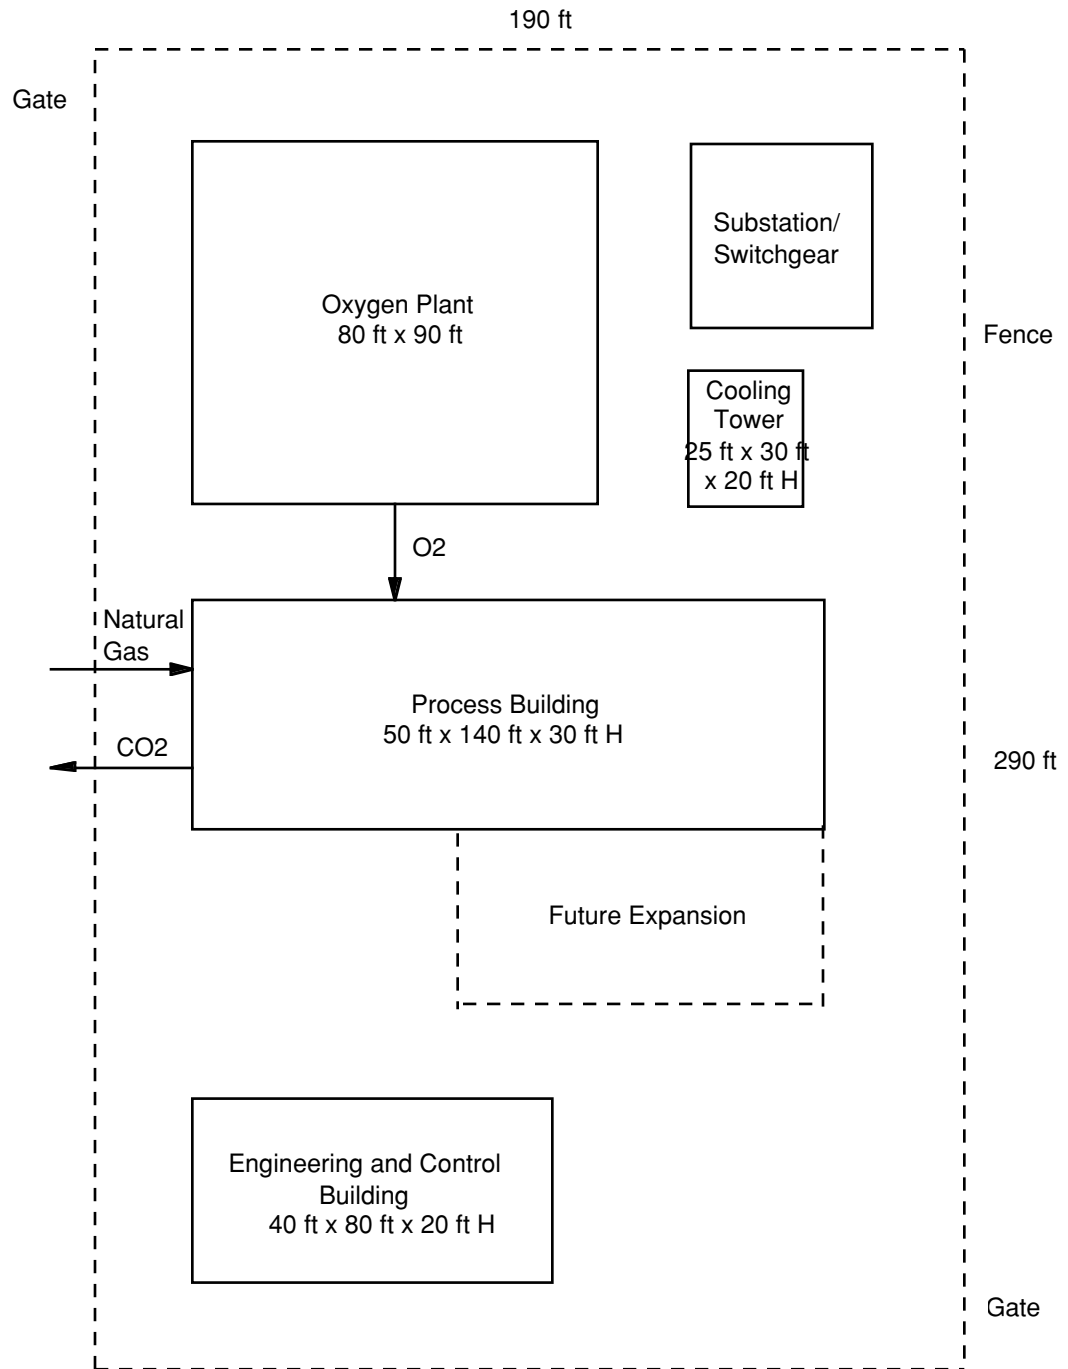 190 ft
Gate
Substation/
Switchgear
Oxygen Plant
80 ft x 90 ft
Fence
Cooling
Tower
25 ft x 30 ft
x 20 ft H
O2
Natural
Gas
Process Building
50 ft x 140 ft x 30 ft H
CO2
290 ft
Future Expansion
Engineering and Control
Building
40 ft x 80 ft x 20 ft H
Gate